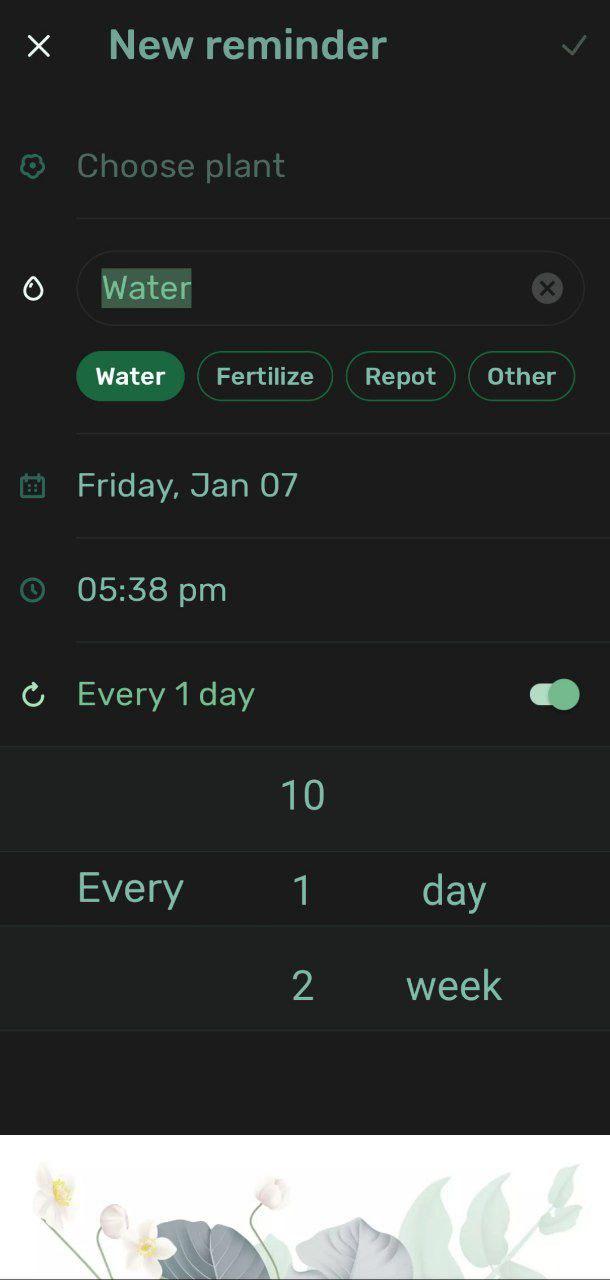 New reminder
Choose plant
Water
Water Fertilize Repot Other
Friday, Jan 07
05:38 pm
Every 1 day
10
Every 1 day
2 week